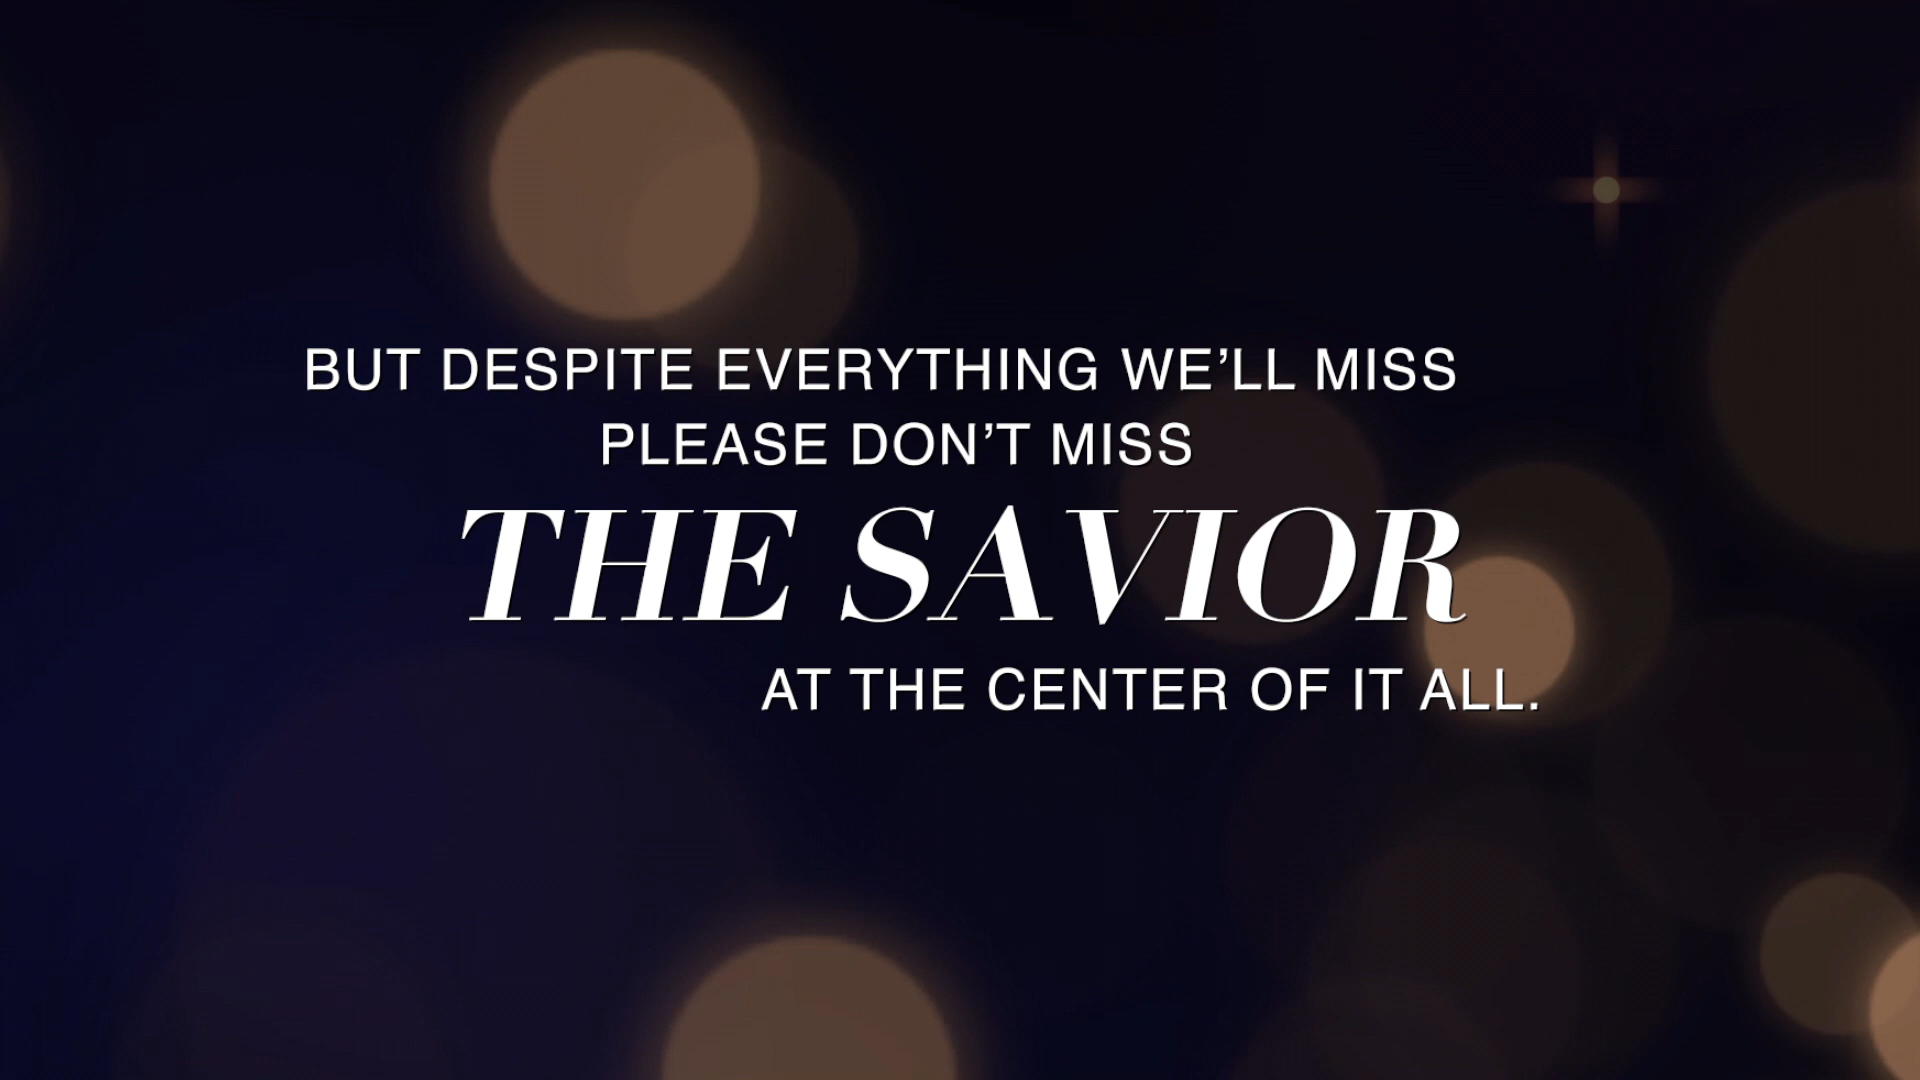 BUT DESPITE EVERYTHING WE’LL MISS
PLEASE DON’T MISS
THE SAVIOR
AT THE CENTER OF IT ALL.